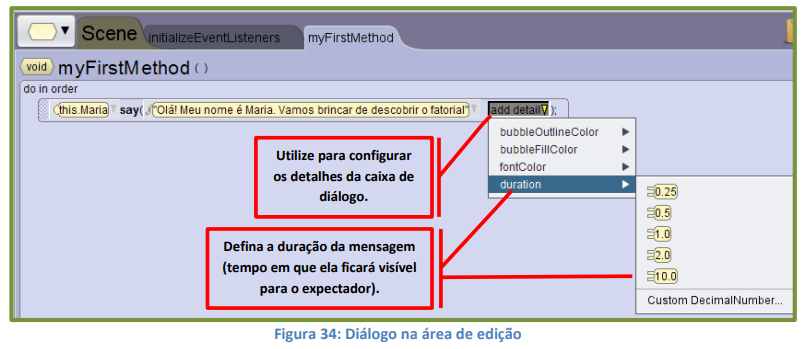 Scene initializeEventListeners myFirstMethod
void myFirstMethod ( )
do in order
this.Maria say( "Olá! Meu nome é Maria. Vamos brincar de descobrir o fatorial" add detail );
bubbleOutlineColor
bubbleFillColor
fontColor
duration
0.25
0.5
1.0
2.0
10.0
Custom DecimalNumber...
Utilize para configurar
os detalhes da caixa de
diálogo.
Defina a duração da mensagem
(tempo em que ela ficará visível
para o expectador).
Figura 34: Diálogo na área de edição